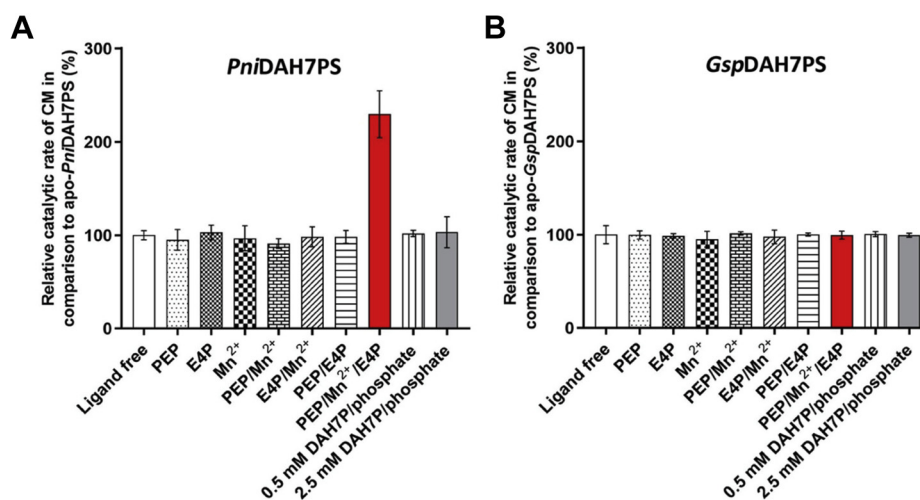 A
Relative catalytic rate of CM in
comparison to apo-PniDAH7PS (%)
300
200
100
0
PniDAH7PS
Ligand free
PEP
E4P
Mn²⁺
PEP/Mn²⁺
E4P/Mn²⁺
PEP/E4P
PEP/Mn²⁺/E4P
0.5 mM DAH7P/phosphate
2.5 mM DAH7P/phosphate
B
Relative catalytic rate of CM in
comparison to apo-GspDAH7PS (%)
300
200
100
0
GspDAH7PS
Ligand free
PEP
E4P
Mn²⁺
PEP/Mn²⁺
E4P/Mn²⁺
PEP/E4P
PEP/Mn²⁺/E4P
0.5 mM DAH7P/phosphate
2.5 mM DAH7P/phosphate